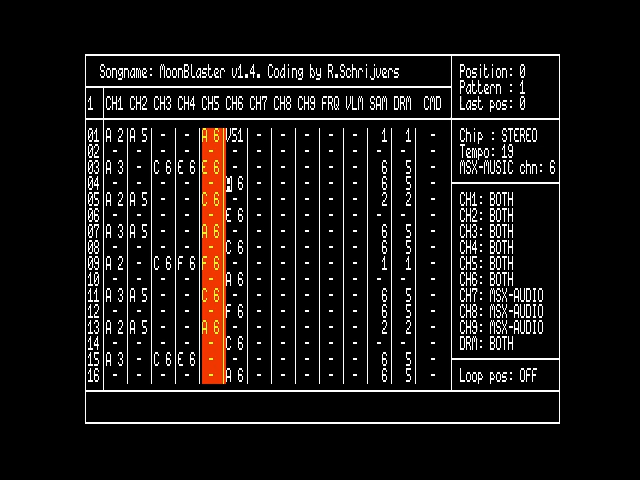 Songname: MoonBlaster v1.4. Coding by R.Schrijvers
Position: 0
Pattern : 1
Last pos: 0
1 CH1 CH2 CH3 CH4 CH5 CH6 CH7 CH8 CH9 FRQ VLM SAM DRM CMD
01 A 2 A 5 - - A 6 V51 - - - - - 1 1 -
02 - - - - - - - - - - - - - -
03 A 3 - C 6 E 6 E 6 - - - - - - 6 5 -
04 - - - - - A 6 - - - - - 6 5 -
05 A 2 A 5 - - C 6 - - - - - - 2 2 -
06 - - - - - E 6 - - - - - - - -
07 A 3 A 5 - - A 6 - - - - - - 6 5 -
08 - - - - - C 6 - - - - - 6 5 -
09 A 2 - C 6 F 6 F 6 - - - - - - 1 1 -
10 - - - - - A 6 - - - - - - - -
11 A 3 A 5 - - C 6 - - - - - - 6 5 -
12 - - - - - F 6 - - - - - 6 5 -
13 A 2 A 5 - - A 6 - - - - - - 2 2 -
14 - - - - - C 6 - - - - - - - -
15 A 3 - C 6 E 6 - - - - - - - 6 5 -
16 - - - - - A 6 - - - - - 6 5 -
Chip : STEREO
Tempo: 19
MSX-MUSIC chn: 6
CH1: BOTH
CH2: BOTH
CH3: BOTH
CH4: BOTH
CH5: BOTH
CH6: BOTH
CH7: MSX-AUDIO
CH8: MSX-AUDIO
CH9: MSX-AUDIO
DRM: BOTH
Loop pos: OFF